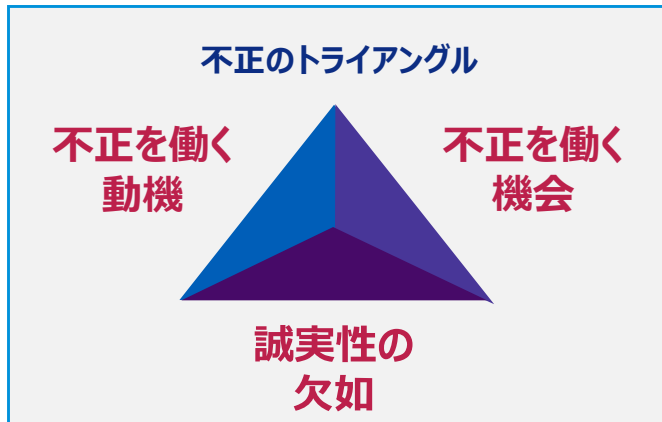 不正のトライアングル
不正を働く
動機
不正を働く
機会
誠実性の
欠如